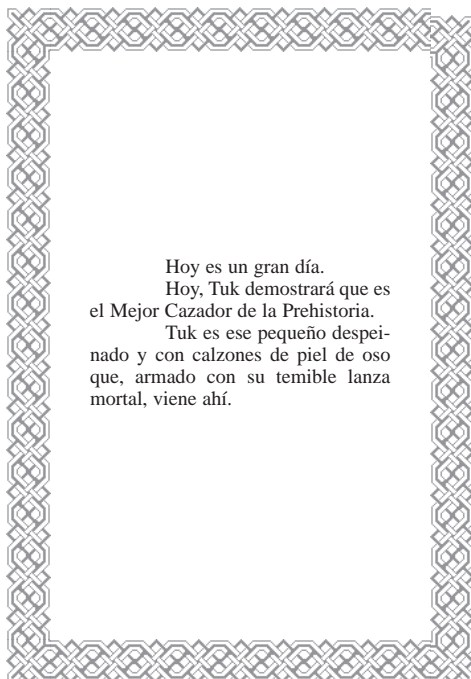 Hoy es un gran día.
Hoy, Tuk demostrará que es
el Mejor Cazador de la Prehistoria.
Tuk es ese pequeño despei-
nado y con calzones de piel de oso
que, armado con su temible lanza
mortal, viene ahí.